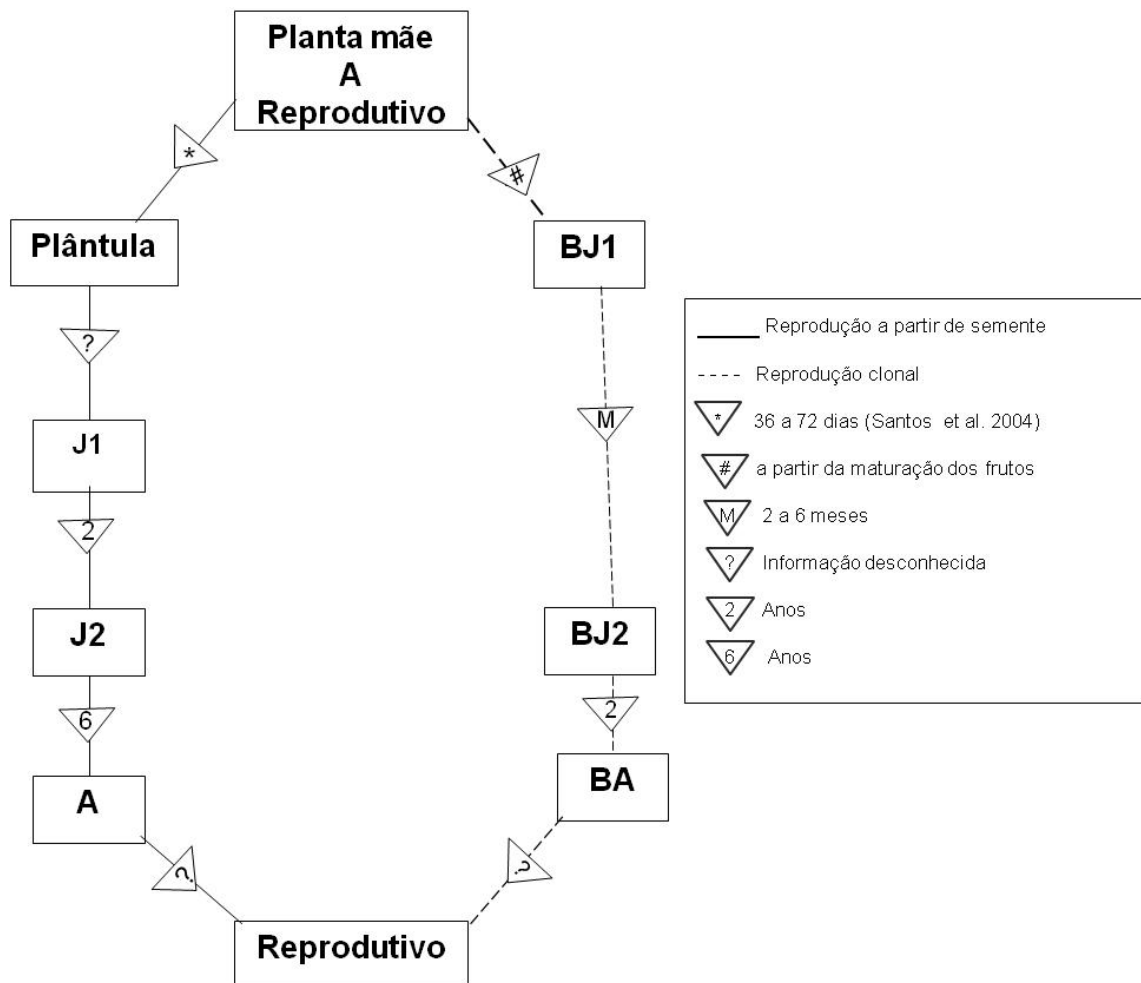 Planta mãe
A
Reprodutivo
*
#
Plântula
BJ1
?
J1
M
2
J2
BJ2
6
2
A
BA
?
?
Reprodutivo
Reprodução a partir de semente
Reprodução clonal
* 36 a 72 dias (Santos et al. 2004)
# a partir da maturação dos frutos
M 2 a 6 meses
? Informação desconhecida
2 Anos
6 Anos